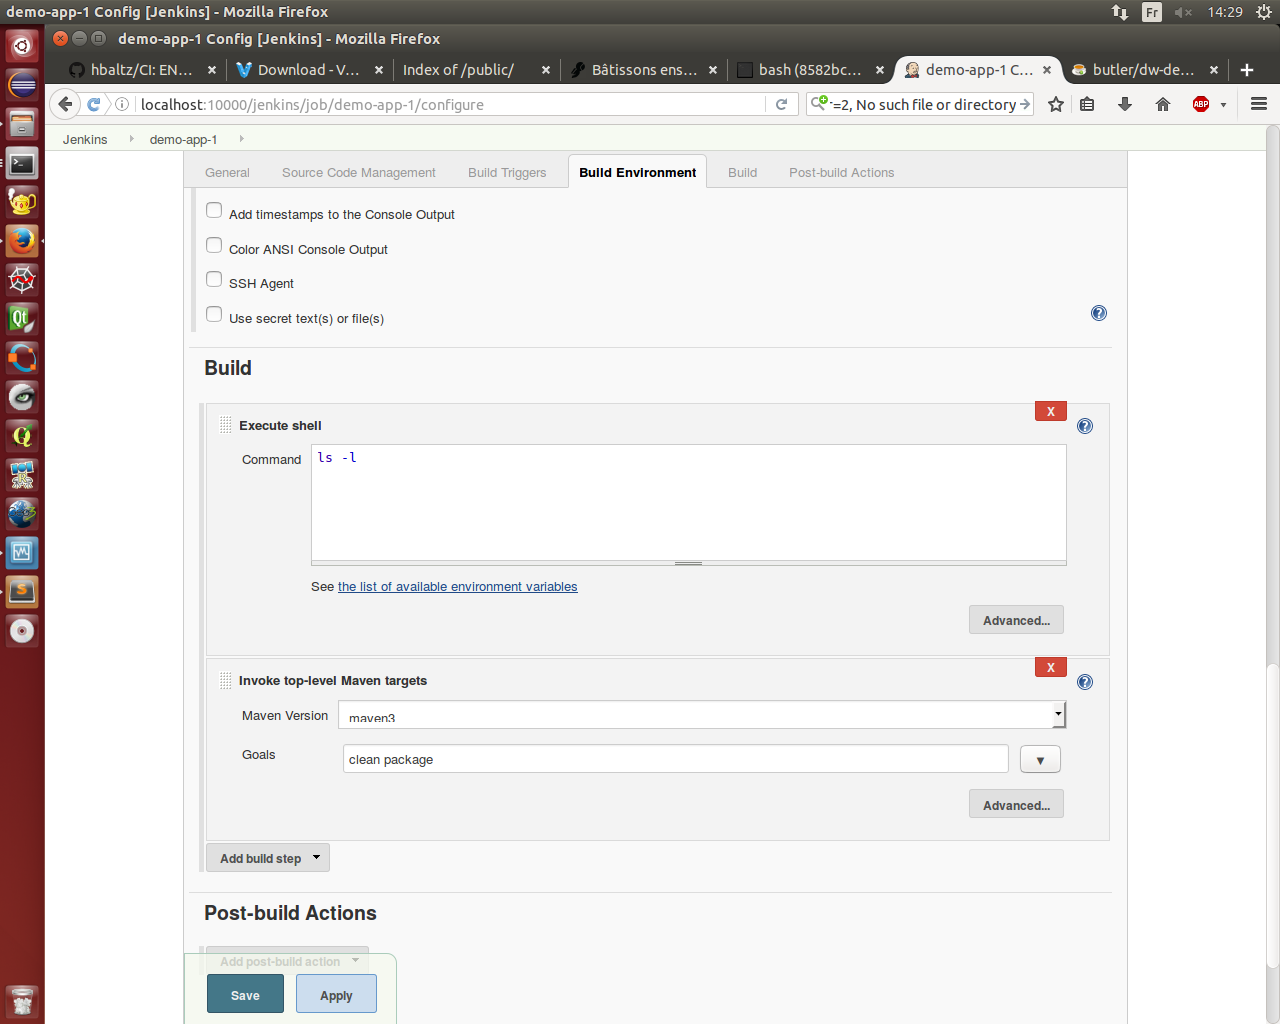 demo-app-1 Config [Jenkins] - Mozilla Firefox
Fr
14:29
demo-app-1 Config [Jenkins] - Mozilla Firefox
hbaltz/CI: EN...
Download - V...
Index of /public/
Bâtissons ens...
bash (8582bc...
demo-app-1 C...
butler/dw-de...
localhost:10000/jenkins/job/demo-app-1/configure
=2, No such file or directory
ABP
Jenkins
demo-app-1
General
Source Code Management
Build Triggers
Build Environment
Build
Post-build Actions
Add timestamps to the Console Output
Color ANSI Console Output
SSH Agent
Use secret text(s) or file(s)
?
Build
X
Execute shell
?
Command
ls -l
See the list of available environment variables
Advanced...
X
Invoke top-level Maven targets
?
Maven Version
maven3
Goals
clean package
Advanced...
Add build step
Post-build Actions
Add post-build action
Save
Apply